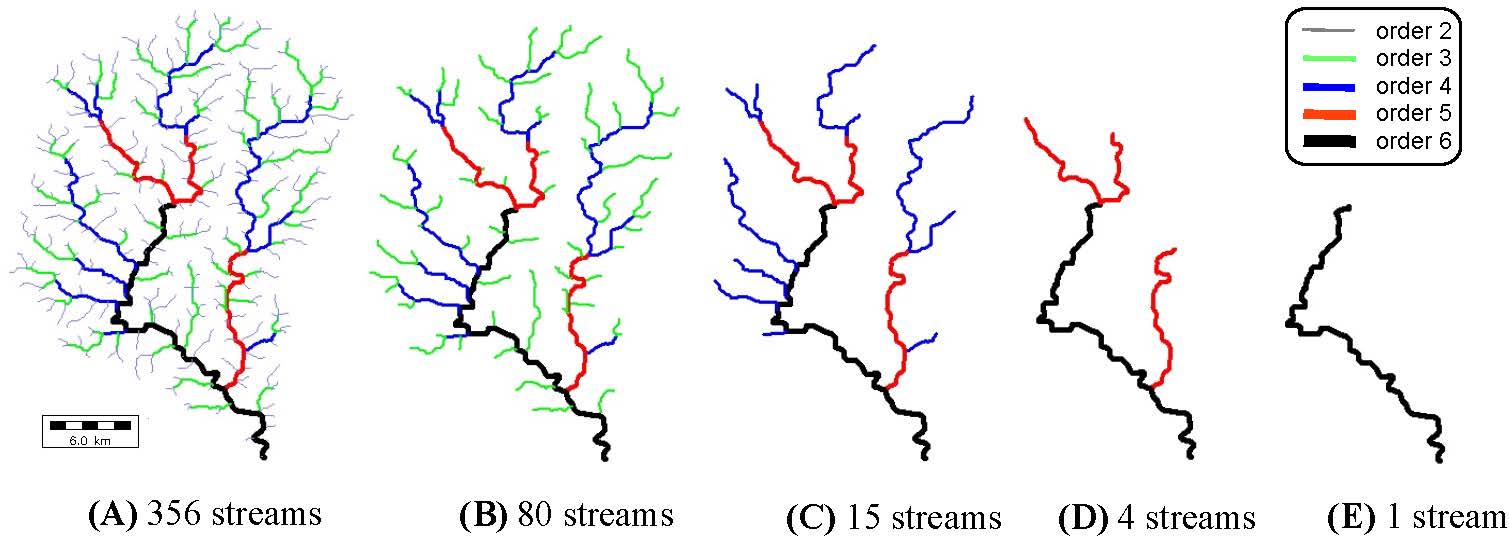 order 2
order 3
order 4
order 5
order 6
6.0 km
(A) 356 streams
(B) 80 streams
(C) 15 streams
(D) 4 streams
(E) 1 stream